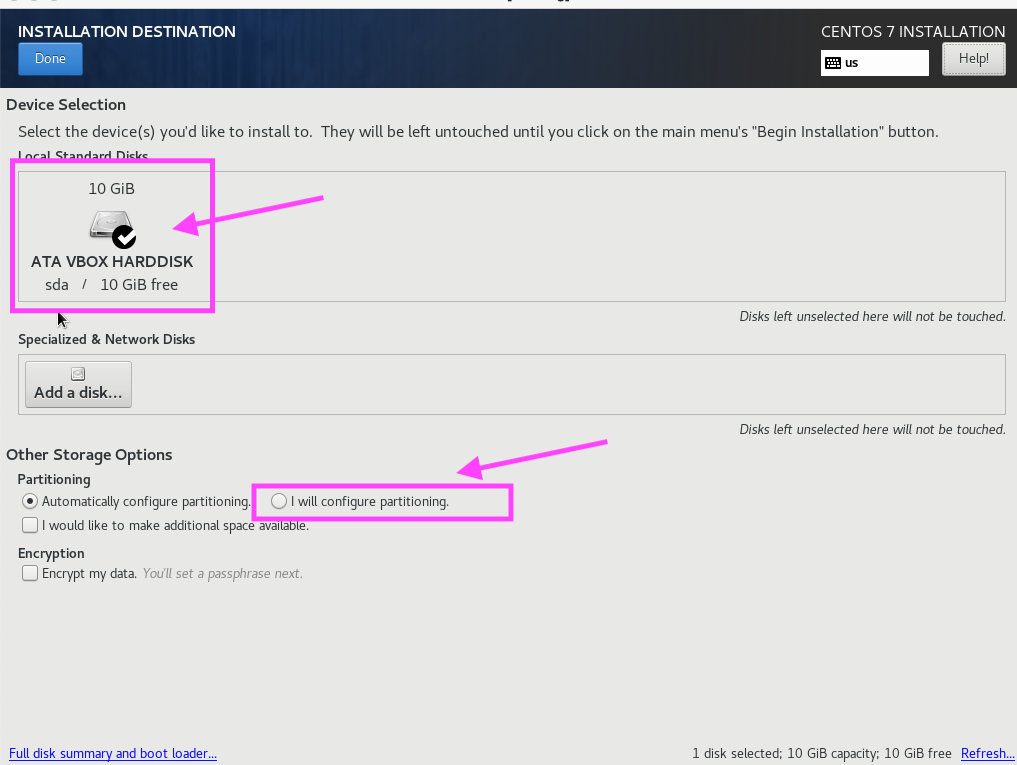 INSTALLATION DESTINATION
CENTOS 7 INSTALLATION
Done
us
Help!
Device Selection
Select the device(s) you'd like to install to. They will be left untouched until you click on the main menu's "Begin Installation" button.
Local Standard Disks
10 GiB
ATA VBOX HARDDISK
sda / 10 GiB free
Disks left unselected here will not be touched.
Specialized & Network Disks
Add a disk...
Disks left unselected here will not be touched.
Other Storage Options
Partitioning
Automatically configure partitioning. I will configure partitioning.
I would like to make additional space available.
Encryption
Encrypt my data. You'll set a passphrase next.
Full disk summary and boot loader...
1 disk selected; 10 GiB capacity; 10 GiB free Refresh...